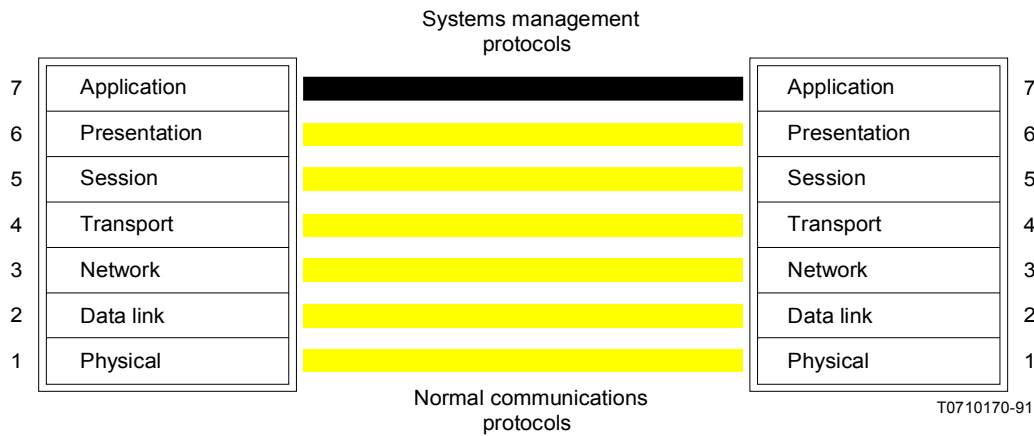 Systems management
protocols
7 Application Application 7
6 Presentation Presentation 6
5 Session Session 5
4 Transport Transport 4
3 Network Network 3
2 Data link Data link 2
1 Physical Physical 1
Normal communications
protocols
T0710170-91